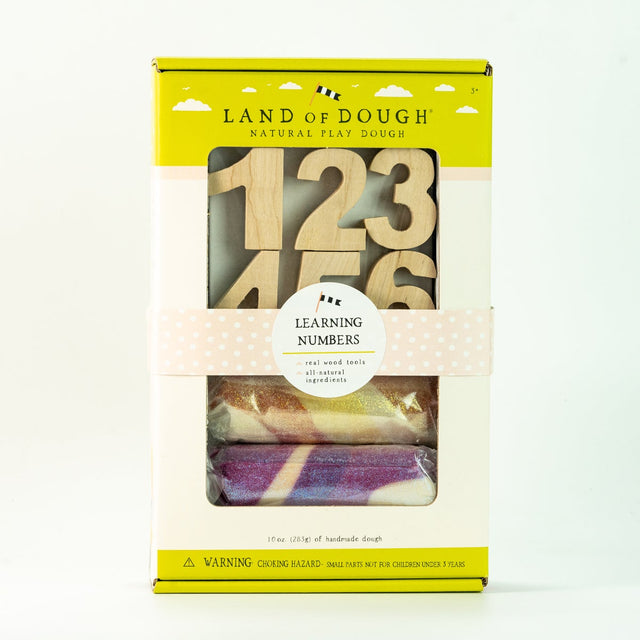 3+
LAND OF DOUGH®
NATURAL PLAY DOUGH
123
456
LEARNING
NUMBERS
real wood tools
all-natural
ingredients
10 oz. (283g) of handmade dough
WARNING: CHOKING HAZARD- SMALL PARTS NOT FOR CHILDREN UNDER 3 YEARS